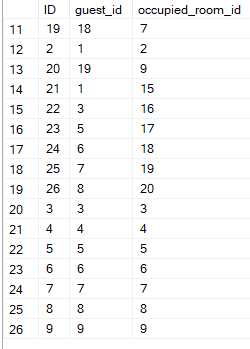 ID guest_id occupied_room_id
11 19 18 7
12 2 1 2
13 20 19 9
14 21 1 15
15 22 3 16
16 23 5 17
17 24 6 18
18 25 7 19
19 26 8 20
20 3 3 3
21 4 4 4
22 5 5 5
23 6 6 6
24 7 7 7
25 8 8 8
26 9 9 9